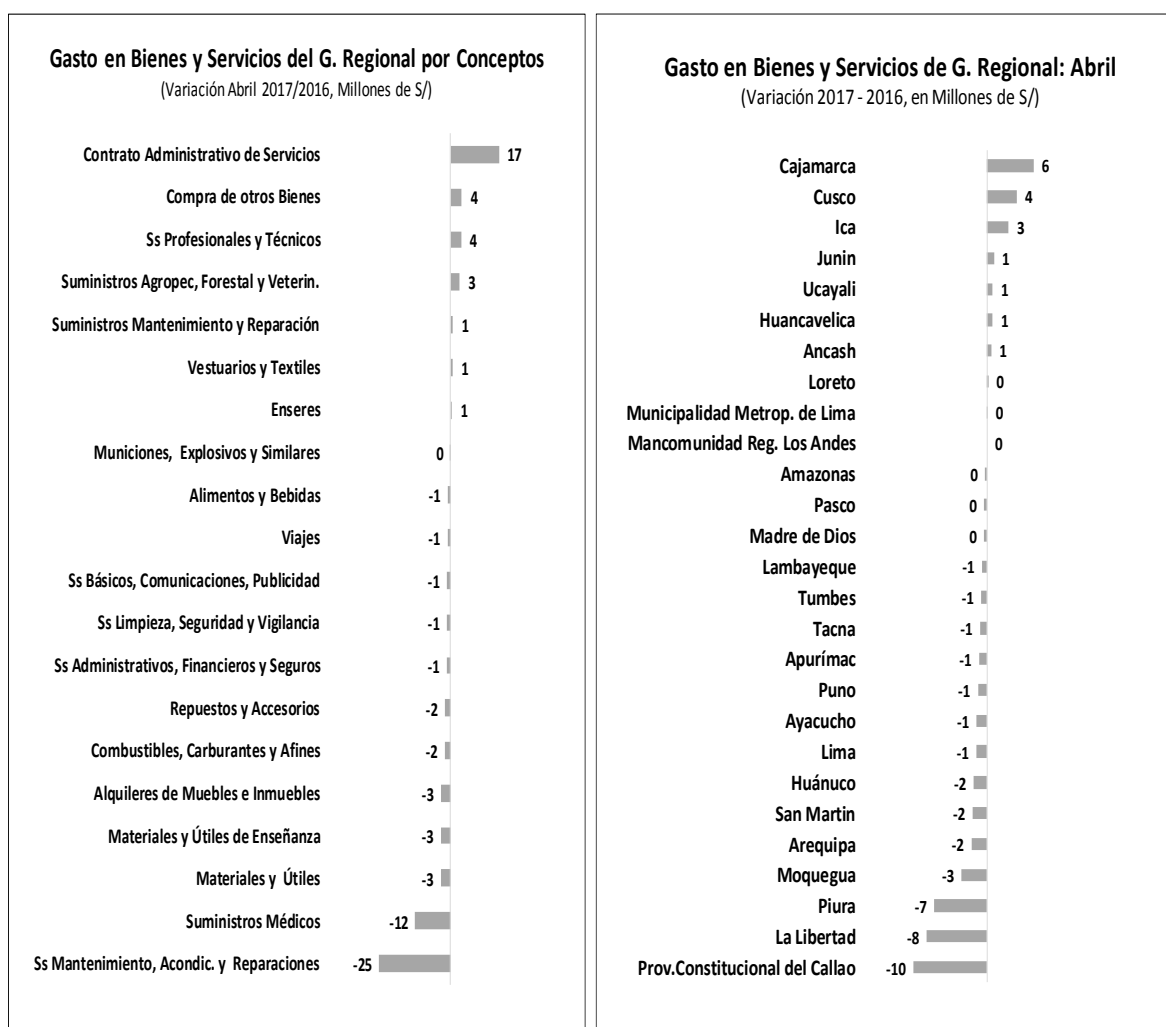 Gasto en Bienes y Servicios del G. Regional por Conceptos
(Variación Abril 2017/2016, Millones de S/)
Contrato Administrativo de Servicios 17
Compra de otros Bienes 4
Ss Profesionales y Técnicos 4
Suministros Agropec, Forestal y Veterin. 3
Suministros Mantenimiento y Reparación 1
Vestuarios y Textiles 1
Enseres 1
Municiones, Explosivos y Similares 0
Alimentos y Bebidas -1
Viajes -1
Ss Básicos, Comunicaciones, Publicidad -1
Ss Limpieza, Seguridad y Vigilancia -1
Ss Administrativos, Financieros y Seguros -1
Repuestos y Accesorios -2
Combustibles, Carburantes y Afines -2
Alquileres de Muebles e Inmuebles -3
Materiales y Útiles de Enseñanza -3
Materiales y Útiles -3
Suministros Médicos -12
Ss Mantenimiento, Acondic. y Reparaciones -25
Gasto en Bienes y Servicios de G. Regional: Abril
(Variación 2017 - 2016, en Millones de S/)
Cajamarca 6
Cusco 4
Ica 3
Junin 1
Ucayali 1
Huancavelica 1
Ancash 1
Loreto 0
Municipalidad Metrop. de Lima 0
Mancomunidad Reg. Los Andes 0
Amazonas 0
Pasco 0
Madre de Dios 0
Lambayeque -1
Tumbes -1
Tacna -1
Apurímac -1
Puno -1
Ayacucho -1
Lima -1
Huánuco -2
San Martin -2
Arequipa -2
Moquegua -3
Piura -7
La Libertad -8
Prov.Constitucional del Callao -10